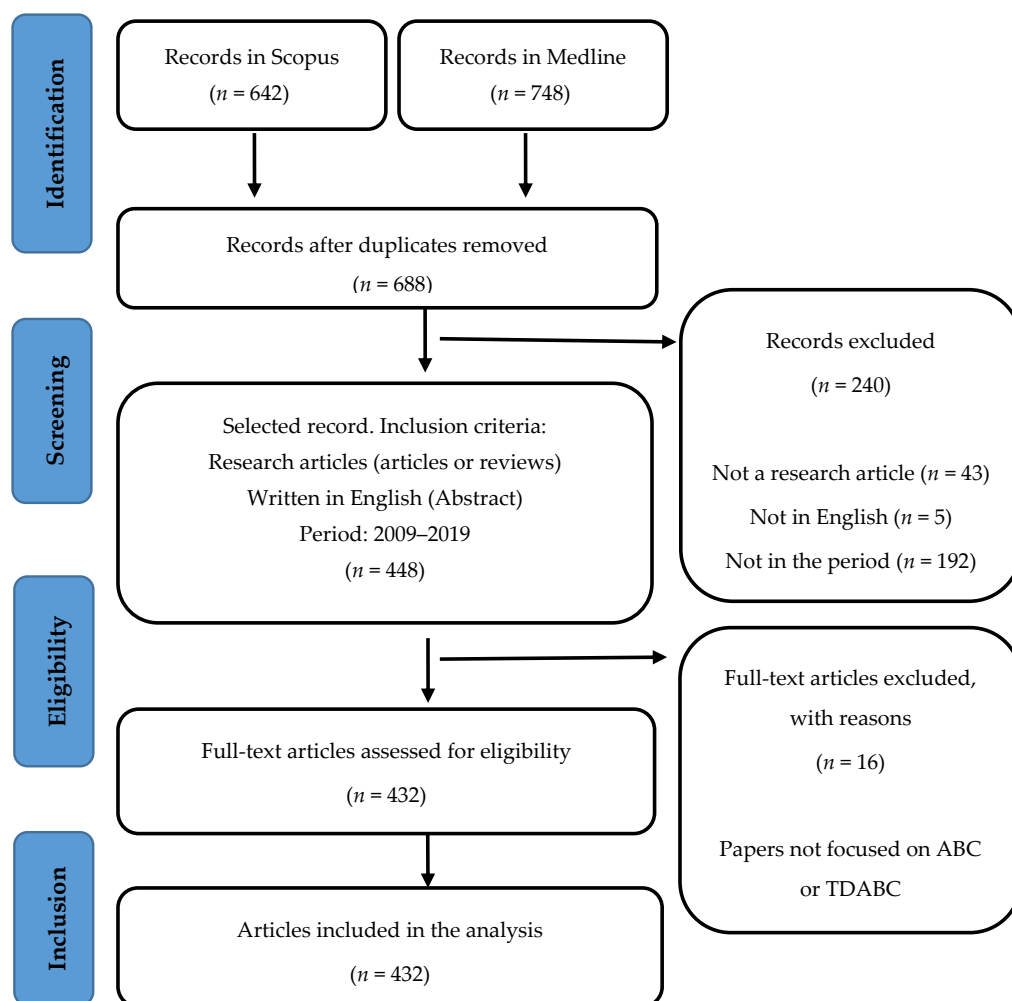 Identification
Records in Scopus
(n = 642)
Records in Medline
(n = 748)
Records after duplicates removed
(n = 688)
Screening
Records excluded
(n = 240)
Not a research article (n = 43)
Not in English (n = 5)
Not in the period (n = 192)
Selected record. Inclusion criteria:
Research articles (articles or reviews)
Written in English (Abstract)
Period: 2009–2019
(n = 448)
Eligibility
Full-text articles excluded,
with reasons
(n = 16)
Papers not focused on ABC
or TDABC
Full-text articles assessed for eligibility
(n = 432)
Inclusion
Articles included in the analysis
(n = 432)